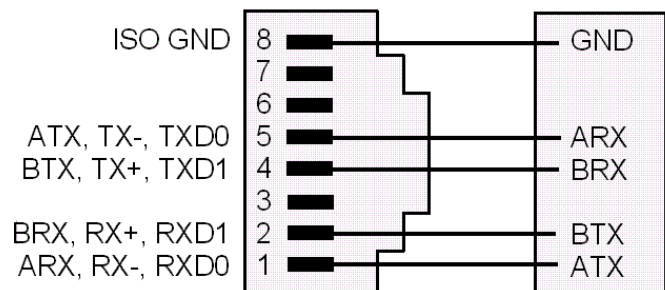 ISO GND 8 GND
7
6
ATX, TX-, TXD0 5 ARX
BTX, TX+, TXD1 4 BRX
3
BRX, RX+, RXD1 2 BTX
ARX, RX-, RXD0 1 ATX